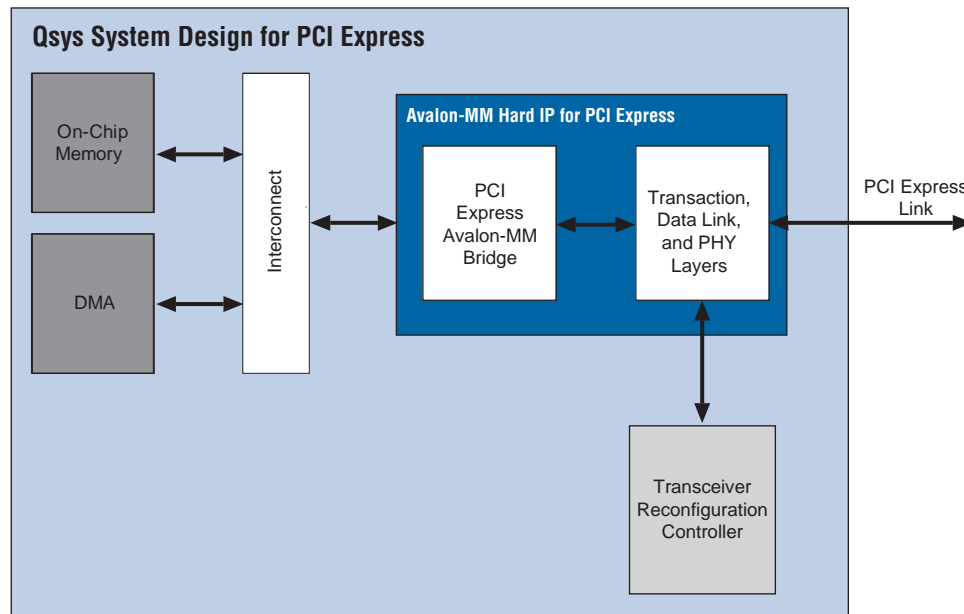 Qsys System Design for PCI Express
On-Chip
Memory
DMA
Interconnect
Avalon-MM Hard IP for PCI Express
PCI
Express
Avalon-MM
Bridge
Transaction,
Data Link,
and PHY
Layers
PCI Express
Link
Transceiver
Reconfiguration
Controller